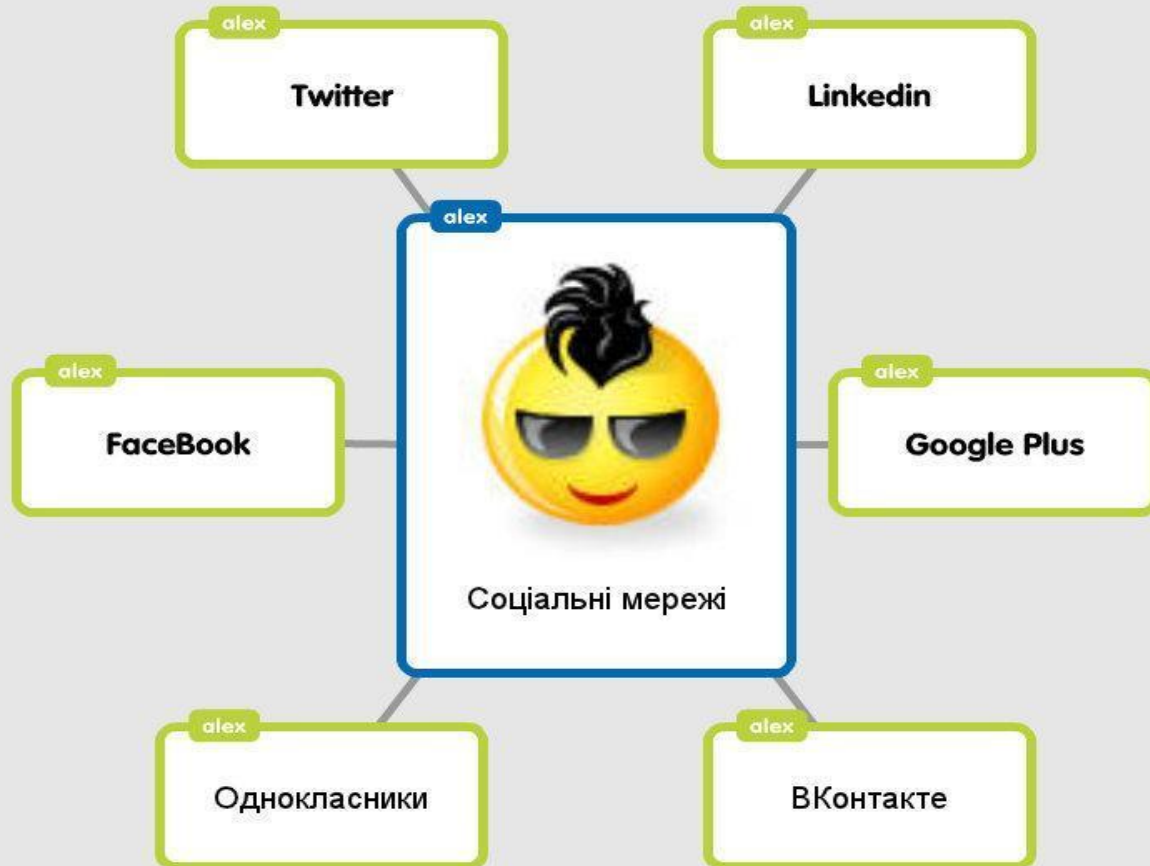 alex
Twitter
alex
Linkedin
alex
Соціальні мережі
alex
FaceBook
alex
Google Plus
alex
Однокласники
alex
ВКонтакте